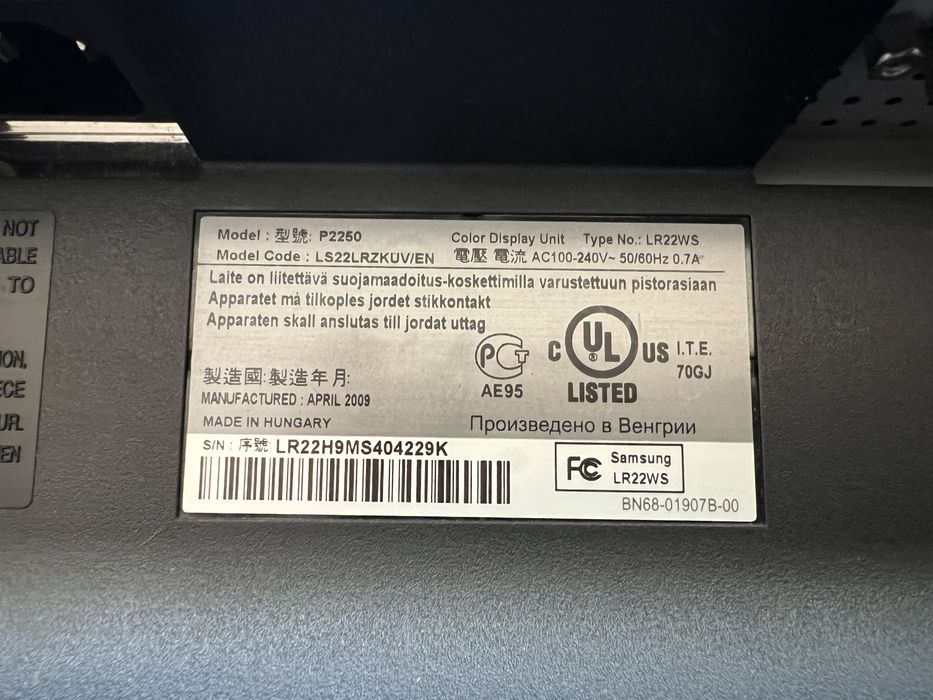 NOT
ABLE
TO
ION,
ECE
UR.
EN
Model : 型號: P2250 Color Display Unit Type No.: LR22WS
Model Code : LS22LRZKUV/EN 電壓 電流 AC100-240V~ 50/60Hz 0.7A
Laite on liitettävä suojamaadoitus-koskettimilla varustettuun pistorasiaan
Apparatet må tilkoples jordet stikkontakt
Apparaten skall anslutas till jordat uttag
PCT
AE95
C UL ® US
LISTED
I.T.E.
70GJ
製造國: 製造年月:
MANUFACTURED : APRIL 2009
MADE IN HUNGARY
Произведено в Венгрии
S/N : 序號 LR22H9MS404229K
FC Samsung
LR22WS
BN68-01907B-00